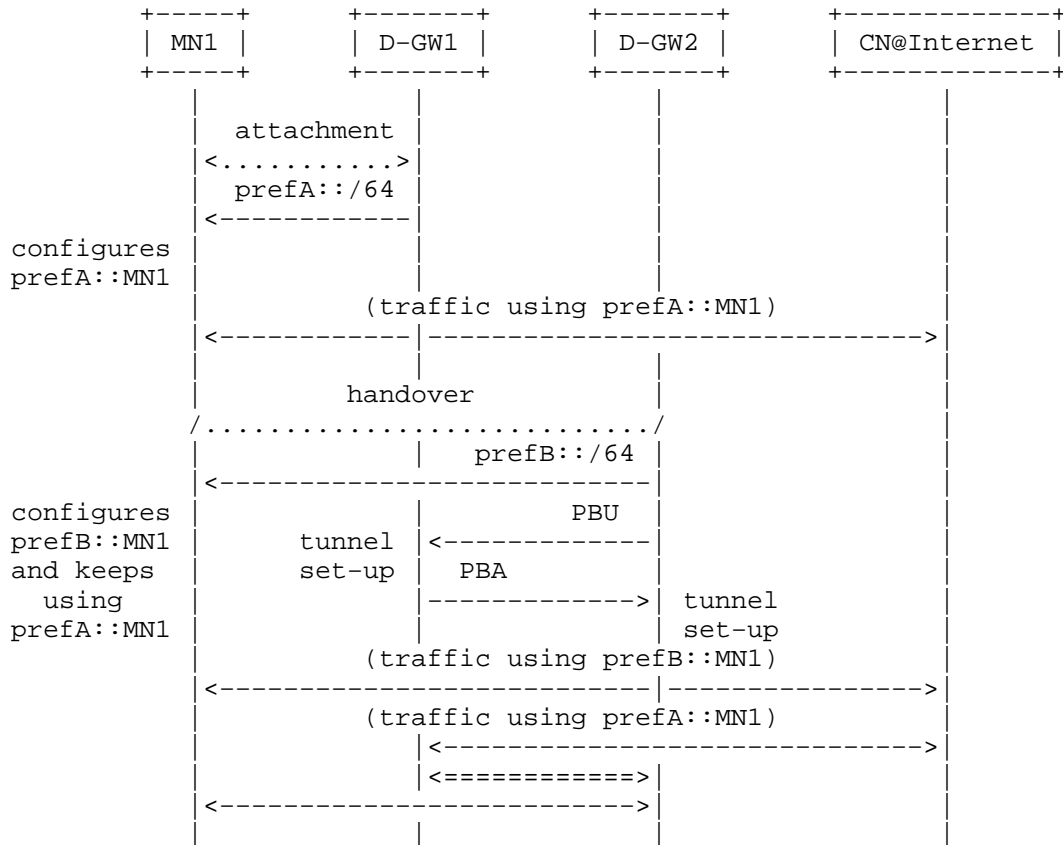 MN1 D-GW1 D-GW2 CN@Internet
attachment
prefA::/64
configures
prefA::MN1
(traffic using prefA::MN1)
handover
prefB::/64
configures PBU
prefB::MN1 tunnel
and keeps set-up PBA
using tunnel
prefA::MN1 set-up
(traffic using prefB::MN1)
(traffic using prefA::MN1)